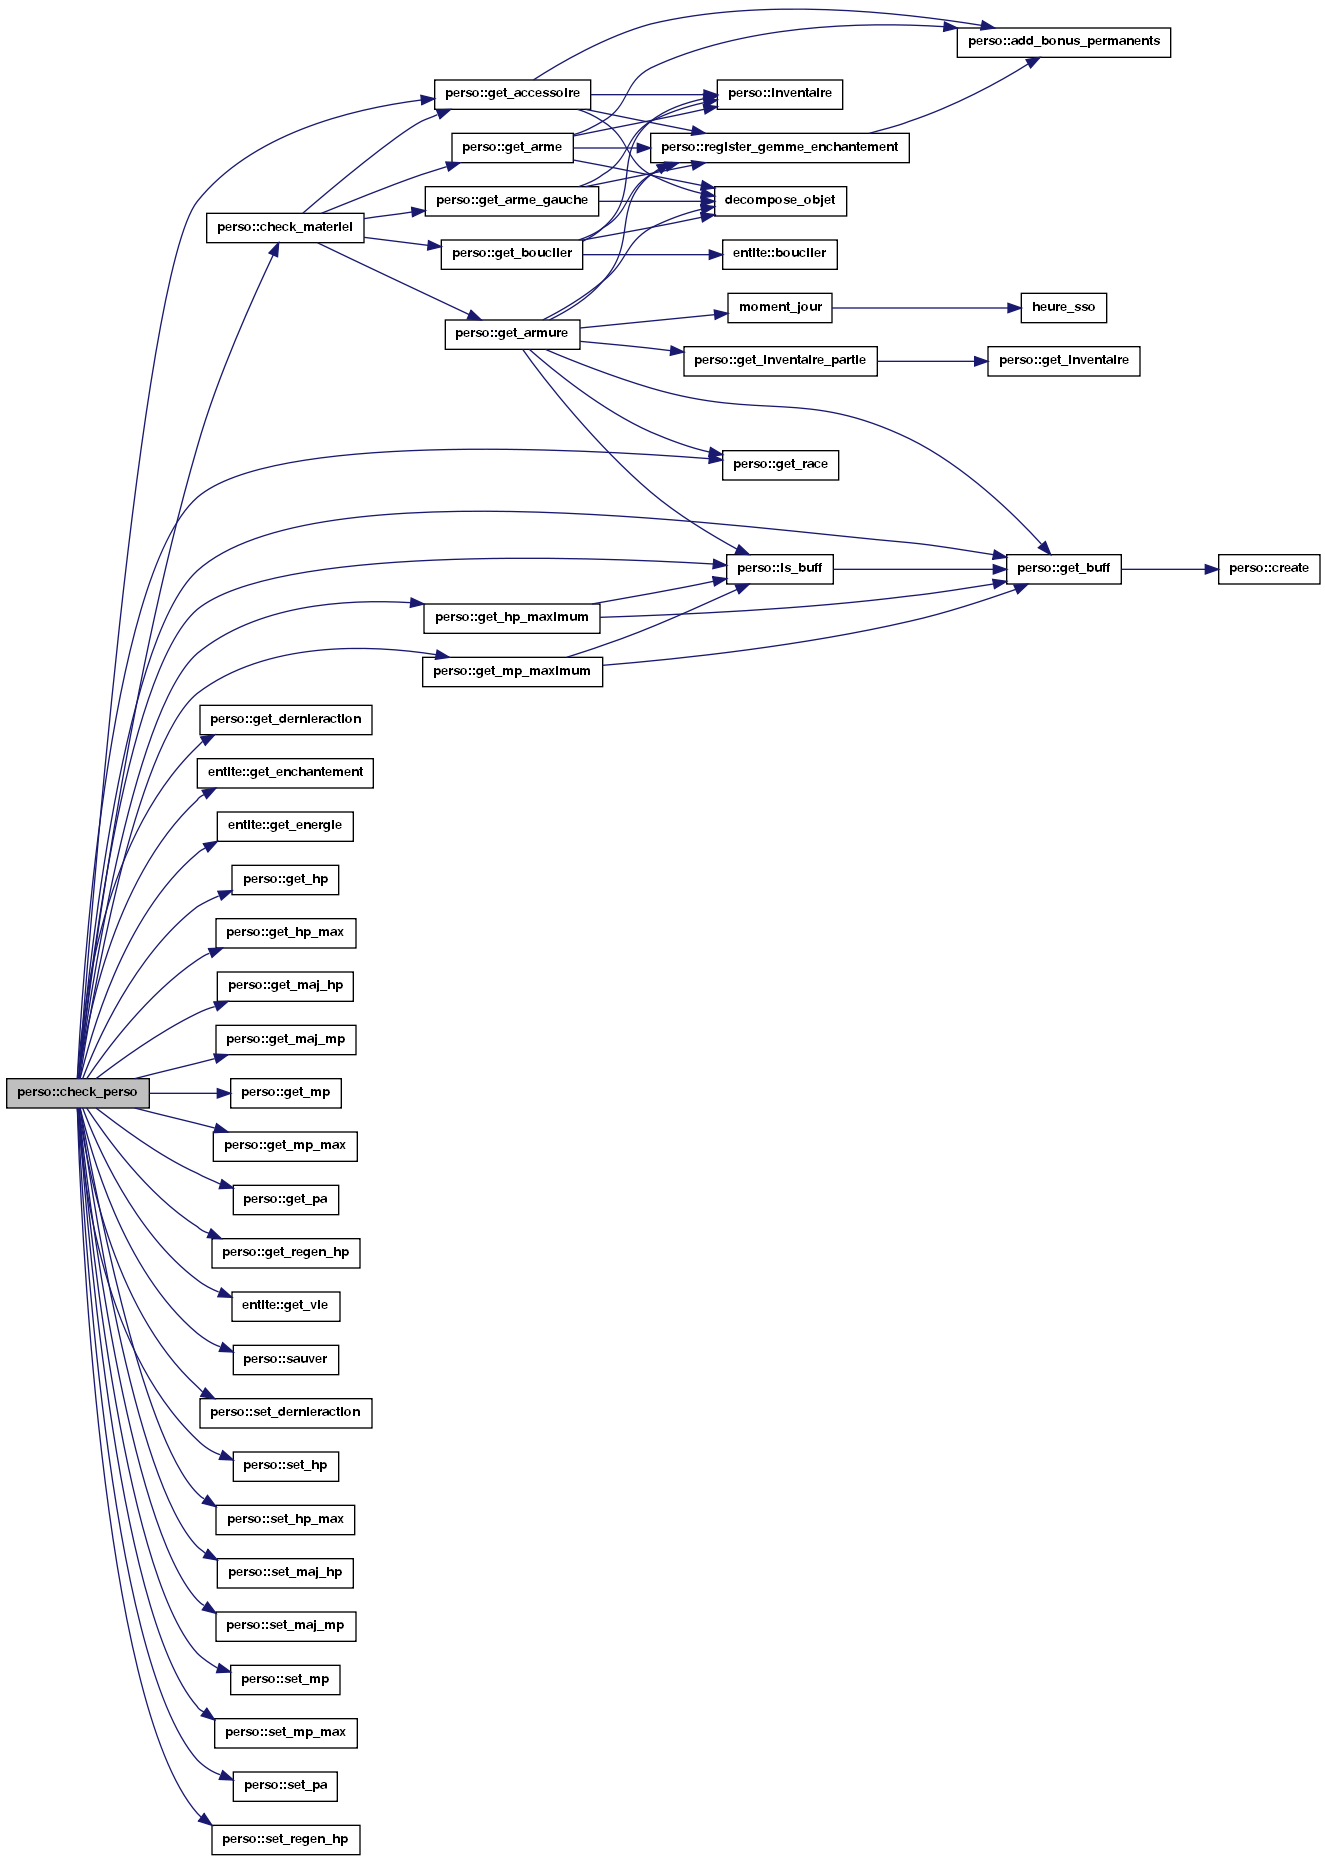 perso::add_bonus_permanents
perso::get_accessoire
perso::inventaire
perso::get_arme
perso::register_gemme_enchantement
perso::get_arme_gauche
decompose_objet
perso::check_materiel
perso::get_bouclier
entite::bouclier
moment_jour
heure_sso
perso::get_armure
perso::get_inventaire_partie
perso::get_inventaire
perso::get_race
perso::is_buff
perso::get_buff
perso::create
perso::get_hp_maximum
perso::get_mp_maximum
perso::get_dernieraction
entite::get_enchantement
entite::get_energie
perso::get_hp
perso::get_hp_max
perso::get_maj_hp
perso::get_maj_mp
perso::check_perso
perso::get_mp
perso::get_mp_max
perso::get_pa
perso::get_regen_hp
entite::get_vie
perso::sauver
perso::set_dernieraction
perso::set_hp
perso::set_hp_max
perso::set_maj_hp
perso::set_maj_mp
perso::set_mp
perso::set_mp_max
perso::set_pa
perso::set_regen_hp